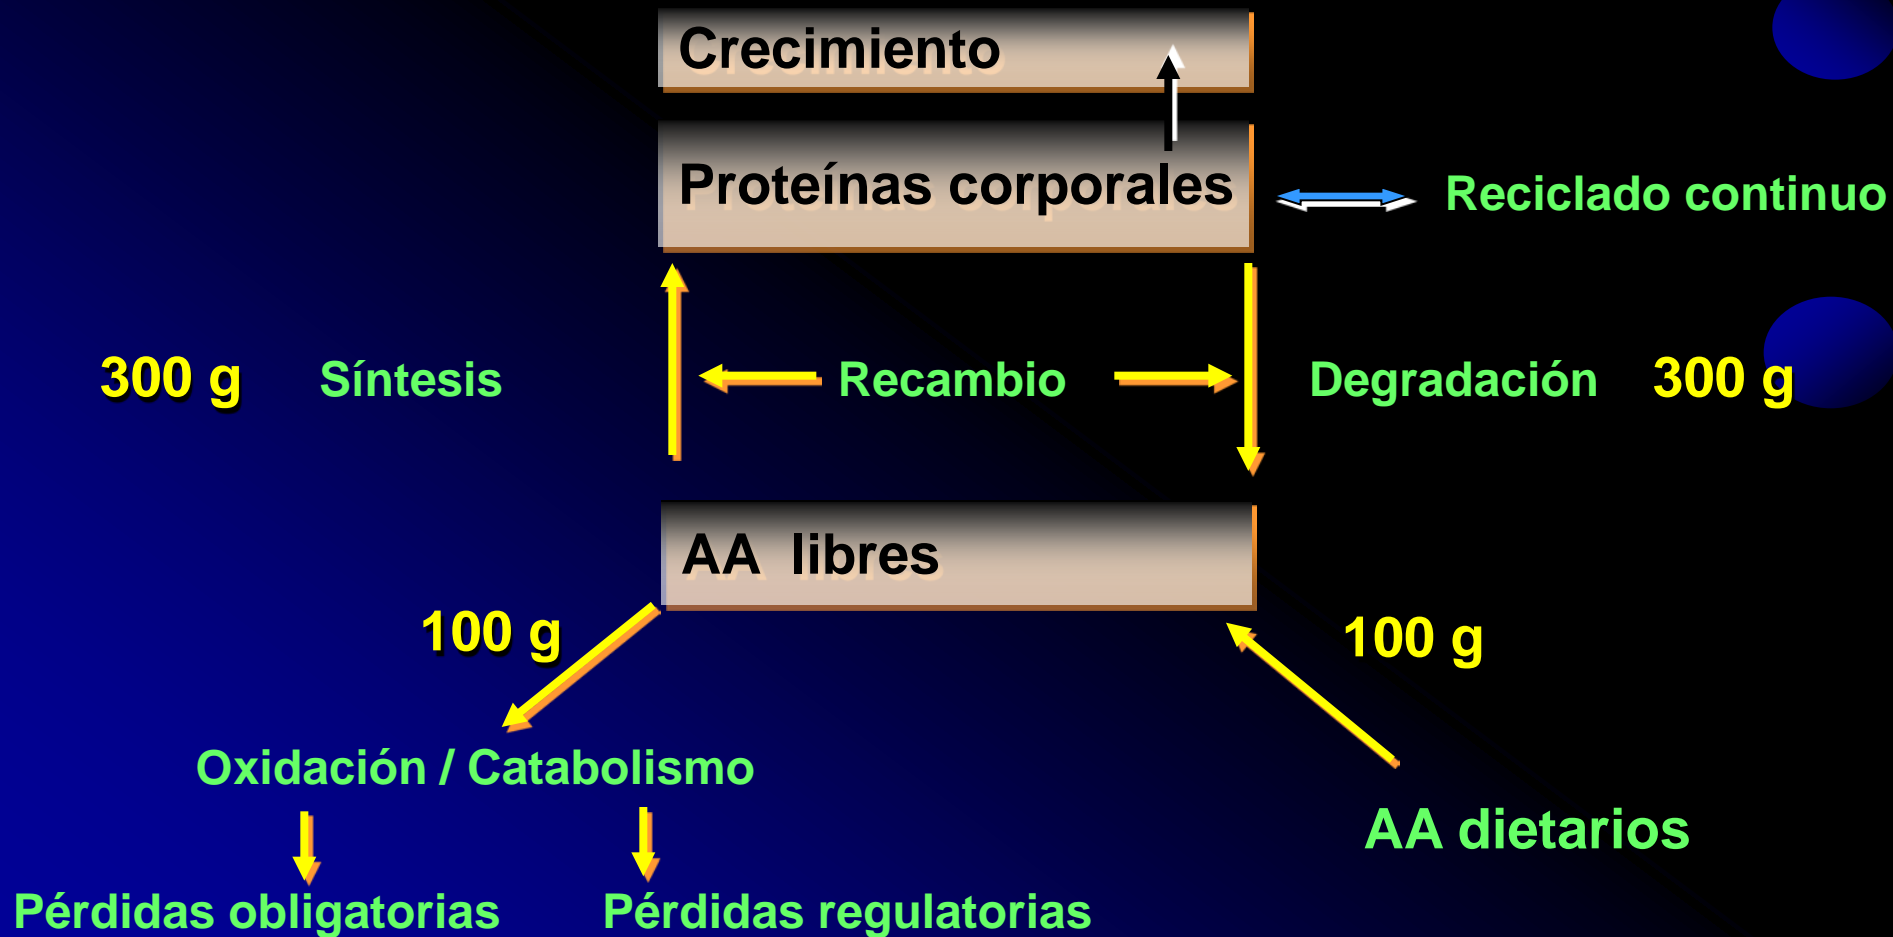 Crecimiento
Proteínas corporales
Reciclado continuo
300 g Síntesis Recambio Degradación 300 g
AA libres
100 g 100 g
Oxidación / Catabolismo
AA dietarios
Pérdidas obligatorias Pérdidas regulatorias